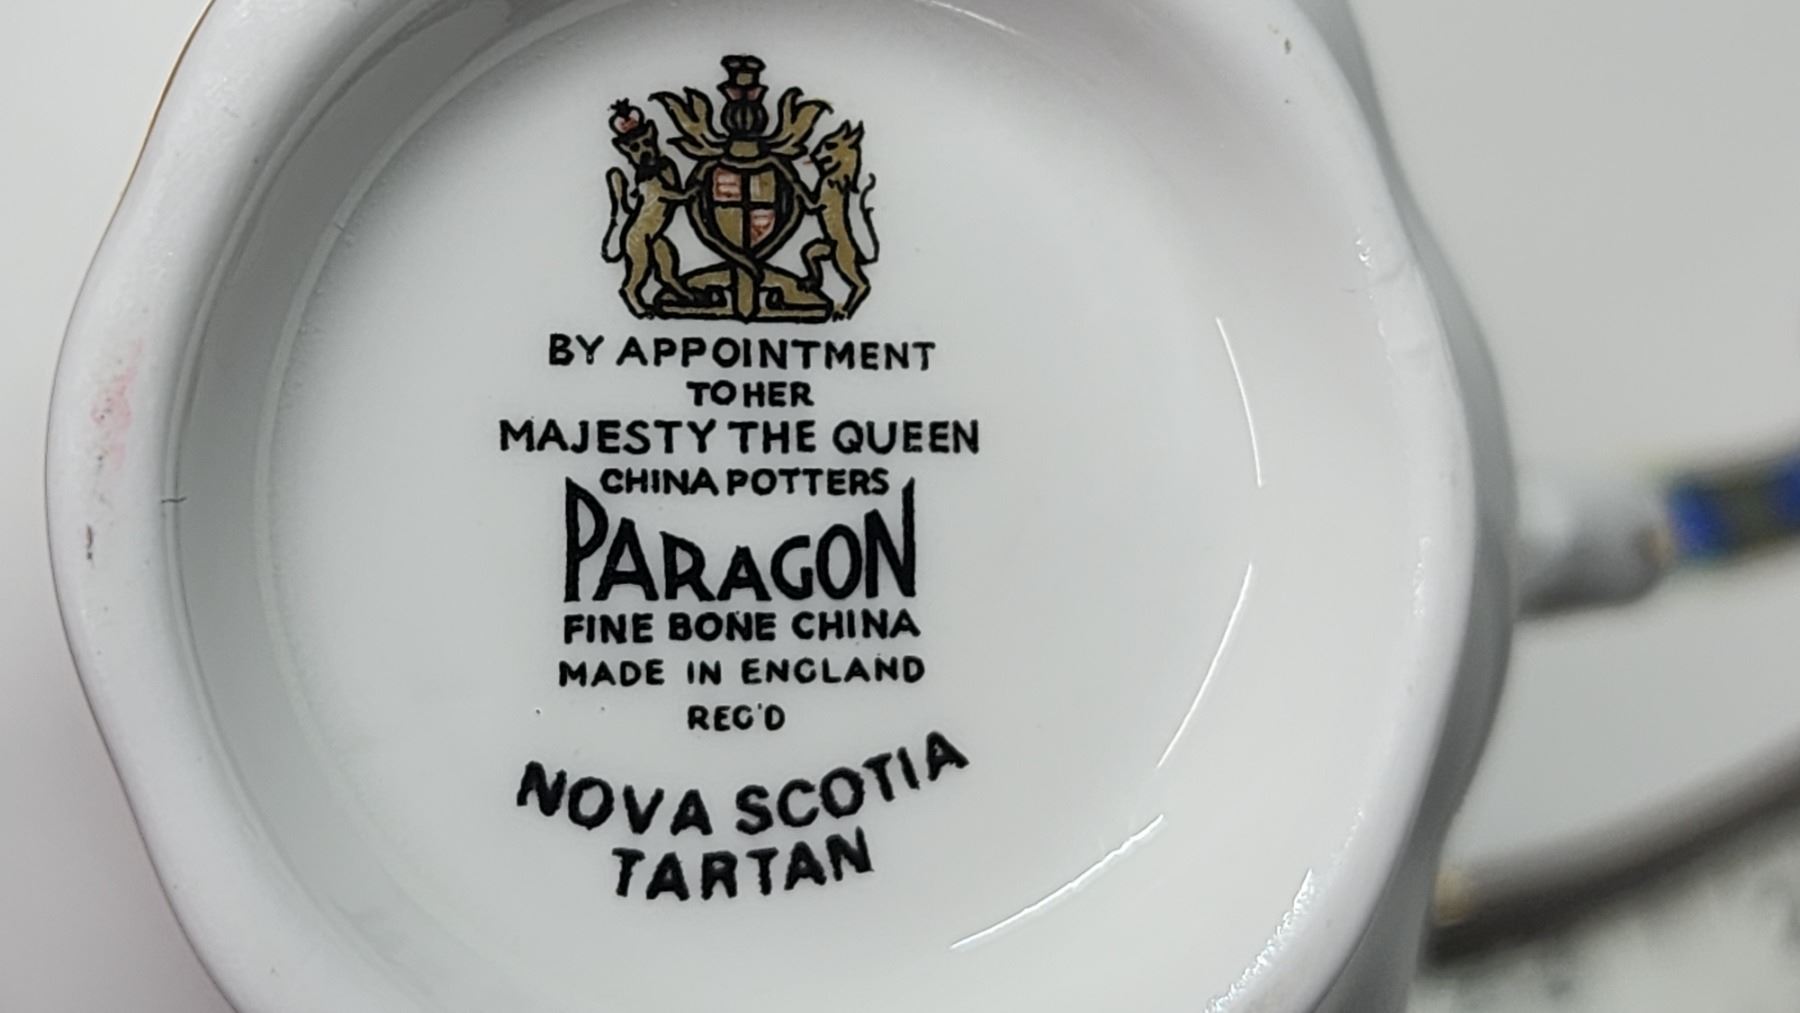 BY APPOINTMENT
TO HER
MAJESTY THE QUEEN
CHINA POTTERS
PARAGON
FINE BONE CHINA
MADE IN ENGLAND
REG'D
NOVA SCOTIA
TARTAN